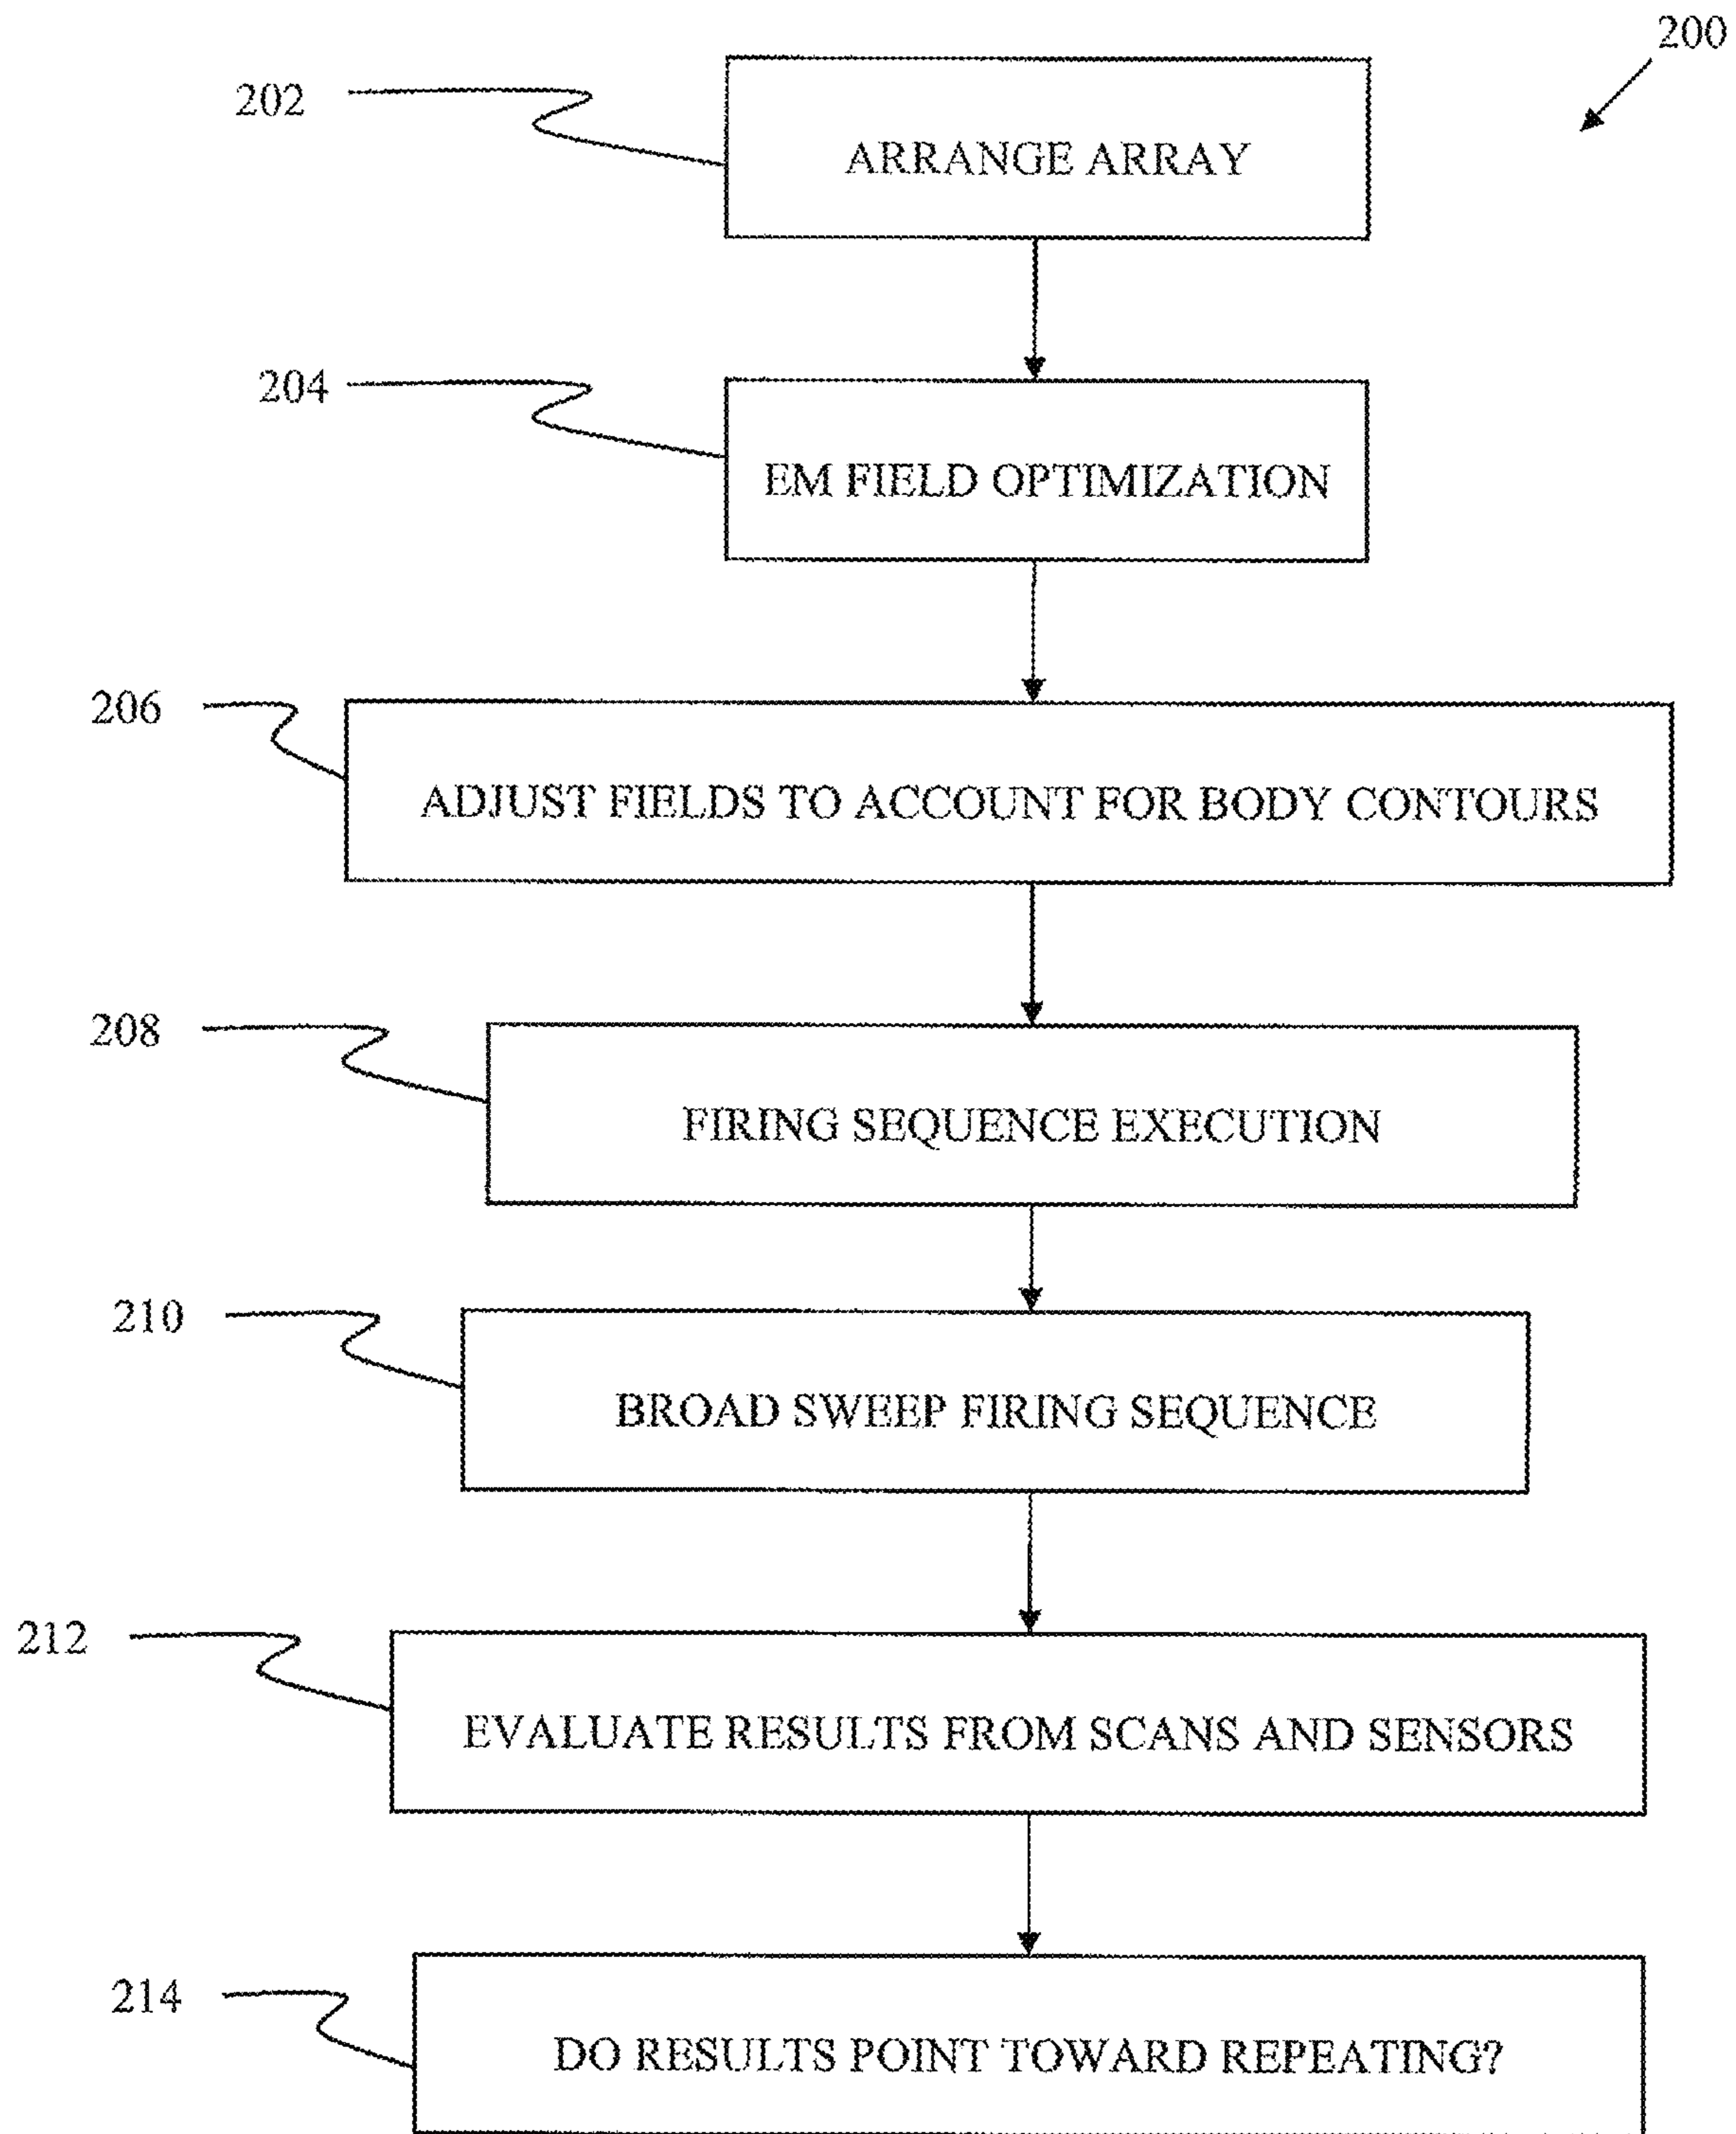 200
202
ARRANGE ARRAY
204
EM FIELD OPTIMIZATION
206
ADJUST FIELDS TO ACCOUNT FOR BODY CONTOURS
208
FIRING SEQUENCE EXECUTION
210
BROAD SWEEP FIRING SEQUENCE
212
EVALUATE RESULTS FROM SCANS AND SENSORS
214
DO RESULTS POINT TOWARD REPEATING?